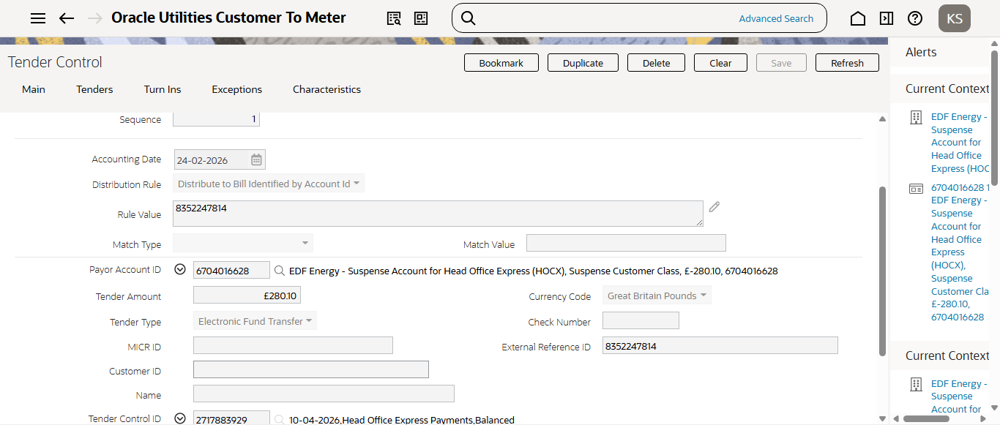 Oracle Utilities Customer To Meter
Advanced Search
KS
Tender Control
Bookmark
Duplicate
Delete
Clear
Save
Refresh
Main
Tenders
Turn Ins
Exceptions
Characteristics
Sequence 1
Accounting Date 24-02-2026
Distribution Rule Distribute to Bill Identified by Account Id
Rule Value 8352247814
Match Type
Match Value
Payor Account ID 6704016628 EDF Energy - Suspense Account for Head Office Express (HOCX), Suspense Customer Class, £-280.10, 6704016628
Tender Amount £280.10
Currency Code Great Britain Pounds
Tender Type Electronic Fund Transfer
Check Number
MICR ID
External Reference ID 8352247814
Customer ID
Name
Tender Control ID 2717883929 10-04-2026,Head Office Express Payments,Balanced
Alerts
Current Context
EDF Energy -
Suspense
Account for
Head Office
Express (HOC
6704016628 1
EDF Energy -
Suspense
Account for
Head Office
Express
(HOCX),
Suspense
Customer Cla
£-280.10,
6704016628
Current Context
EDF Energy -
Suspense
Account for